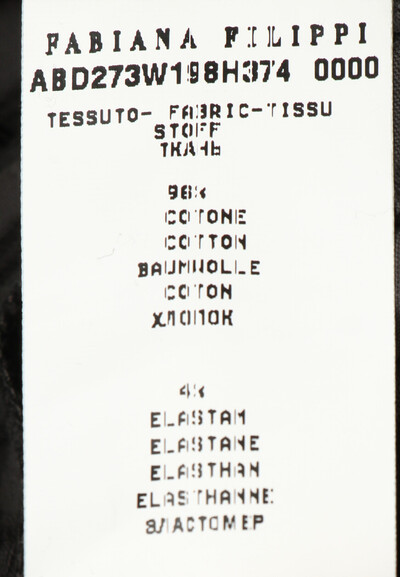 FABIANA FILIPPI
ABD273W198H374 0000
TESSUTO- FABRIC-TISSU
STOFF
ТКАНЬ
96%
COTONE
COTTON
BAUMWOLLE
COTON
ХЛОПОК
4%
ELASTAM
ELASTANE
ELASTHAN
ELASTHANNE
ЭЛАСТОМЕР